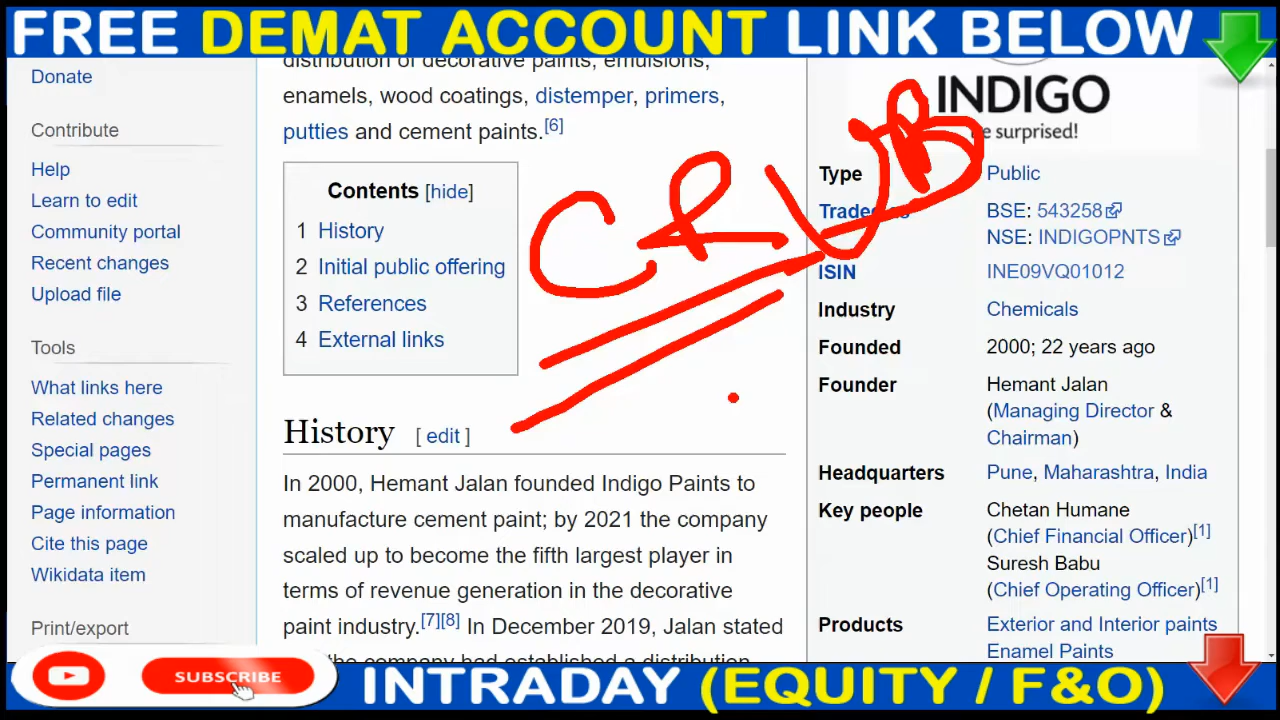 FREE DEMAT ACCOUNT LINK BELOW
Donate
Contribute
Help
Learn to edit
Community portal
Recent changes
Upload file
Tools
What links here
Related changes
Special pages
Permanent link
Page information
Cite this page
Wikidata item
Print/export
distribution of decorative paints, emulsions,
enamels, wood coatings, distemper, primers,
putties and cement paints.[6]
Contents [hide]
1 History
2 Initial public offering
3 References
4 External links
History [ edit ]
In 2000, Hemant Jalan founded Indigo Paints to
manufacture cement paint; by 2021 the company
scaled up to become the fifth largest player in
terms of revenue generation in the decorative
paint industry.[7][8] In December 2019, Jalan stated
the company had established a distribution
INDIGO
be surprised!
Type Public
Traded as BSE: 543258
NSE: INDIGOPNTS
ISIN INE09VQ01012
Industry Chemicals
Founded 2000; 22 years ago
Founder Hemant Jalan
(Managing Director &
Chairman)
Headquarters Pune, Maharashtra, India
Key people Chetan Humane
(Chief Financial Officer)[1]
Suresh Babu
(Chief Operating Officer)[1]
Products Exterior and Interior paints
Enamel Paints
SUBSCRIBE
INTRADAY (EQUITY / F&O)